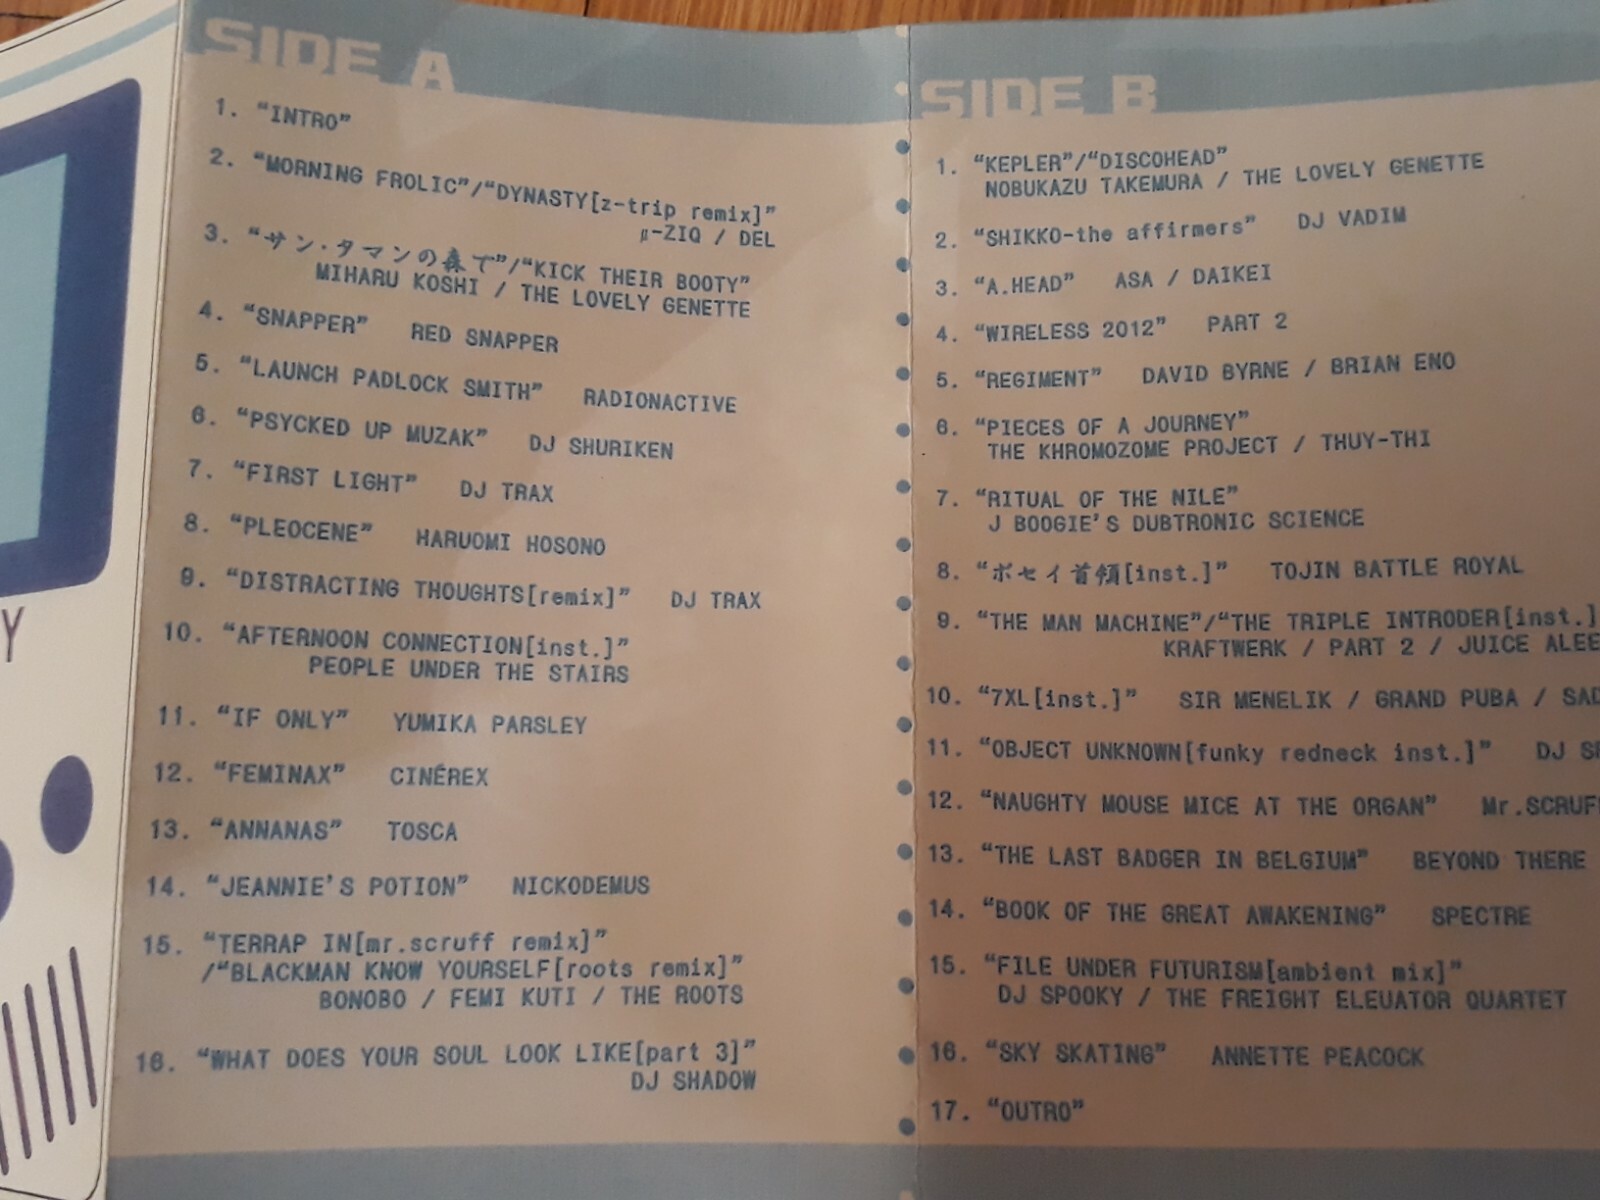 SIDE A
1. "INTRO"
2. "MORNING FROLIC"/"DYNASTY[z-trip remix]"
μ-ZIQ / DEL
3. "サン・タマンの森で"/"KICK THEIR BOOTY"
MIHARU KOSHI / THE LOVELY GENETTE
4. "SNAPPER" RED SNAPPER
5. "LAUNCH PADLOCK SMITH" RADIONACTIVE
6. "PSYCKED UP MUZAK" DJ SHURIKEN
7. "FIRST LIGHT" DJ TRAX
8. "PLEOCENE" HARUOMI HOSONO
9. "DISTRACTING THOUGHTS[remix]" DJ TRAX
10. "AFTERNOON CONNECTION[inst.]"
PEOPLE UNDER THE STAIRS
11. "IF ONLY" YUMIKA PARSLEY
12. "FEMINAX" CINÉREX
13. "ANNANAS" TOSCA
14. "JEANNIE'S POTION" NICKODEMUS
15. "TERRAP IN[mr.scruff remix]"
/"BLACKMAN KNOW YOURSELF[roots remix]"
BONOBO / FEMI KUTI / THE ROOTS
16. "WHAT DOES YOUR SOUL LOOK LIKE[part 3]"
DJ SHADOW
SIDE B
1. "KEPLER"/"DISCOHEAD"
NOBUKAZU TAKEMURA / THE LOVELY GENETTE
2. "SHIKKO-the affirmers" DJ VADIM
3. "A.HEAD" ASA / DAIKEI
4. "WIRELESS 2012" PART 2
5. "REGIMENT" DAVID BYRNE / BRIAN ENO
6. "PIECES OF A JOURNEY"
THE KHROMOZOME PROJECT / THUY-THI
7. "RITUAL OF THE NILE"
J BOOGIE'S DUBTRONIC SCIENCE
8. "ボセイ首領[inst.]" TOJIN BATTLE ROYAL
9. "THE MAN MACHINE"/"THE TRIPLE INTRODER[inst.]
KRAFTWERK / PART 2 / JUICE ALEE
10. "7XL[inst.]" SIR MENELIK / GRAND PUBA / SAD
11. "OBJECT UNKNOWN[funky redneck inst.]" DJ S
12. "NAUGHTY MOUSE MICE AT THE ORGAN" Mr.SCRUF
13. "THE LAST BADGER IN BELGIUM" BEYOND THERE
14. "BOOK OF THE GREAT AWAKENING" SPECTRE
15. "FILE UNDER FUTURISM[ambient mix]"
DJ SPOOKY / THE FREIGHT ELEUATOR QUARTET
16. "SKY SKATING" ANNETTE PEACOCK
17. "OUTRO"
Y